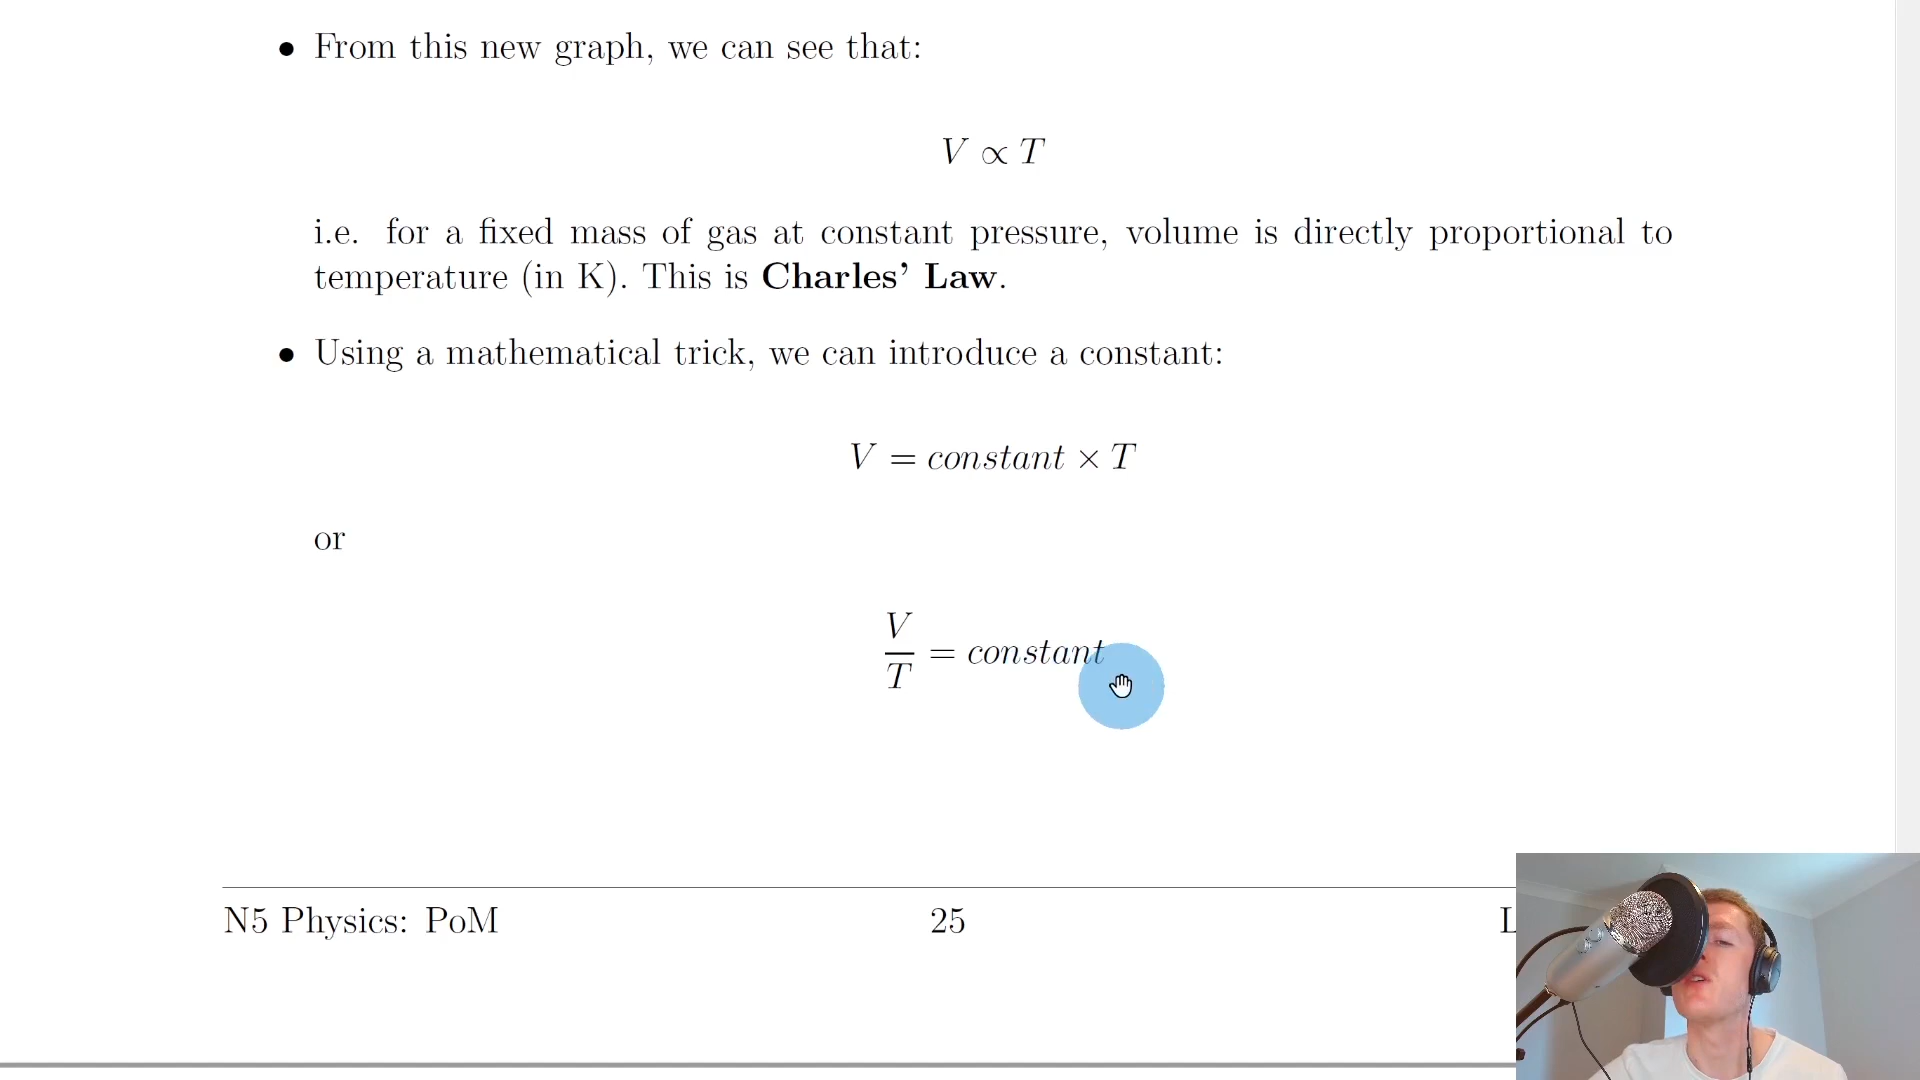 • From this new graph, we can see that:
V ∝ T
i.e. for a fixed mass of gas at constant pressure, volume is directly proportional to
temperature (in K). This is Charles’ Law.
• Using a mathematical trick, we can introduce a constant:
V = constant × T
or
V
T
= constant
N5 Physics: PoM 25 L